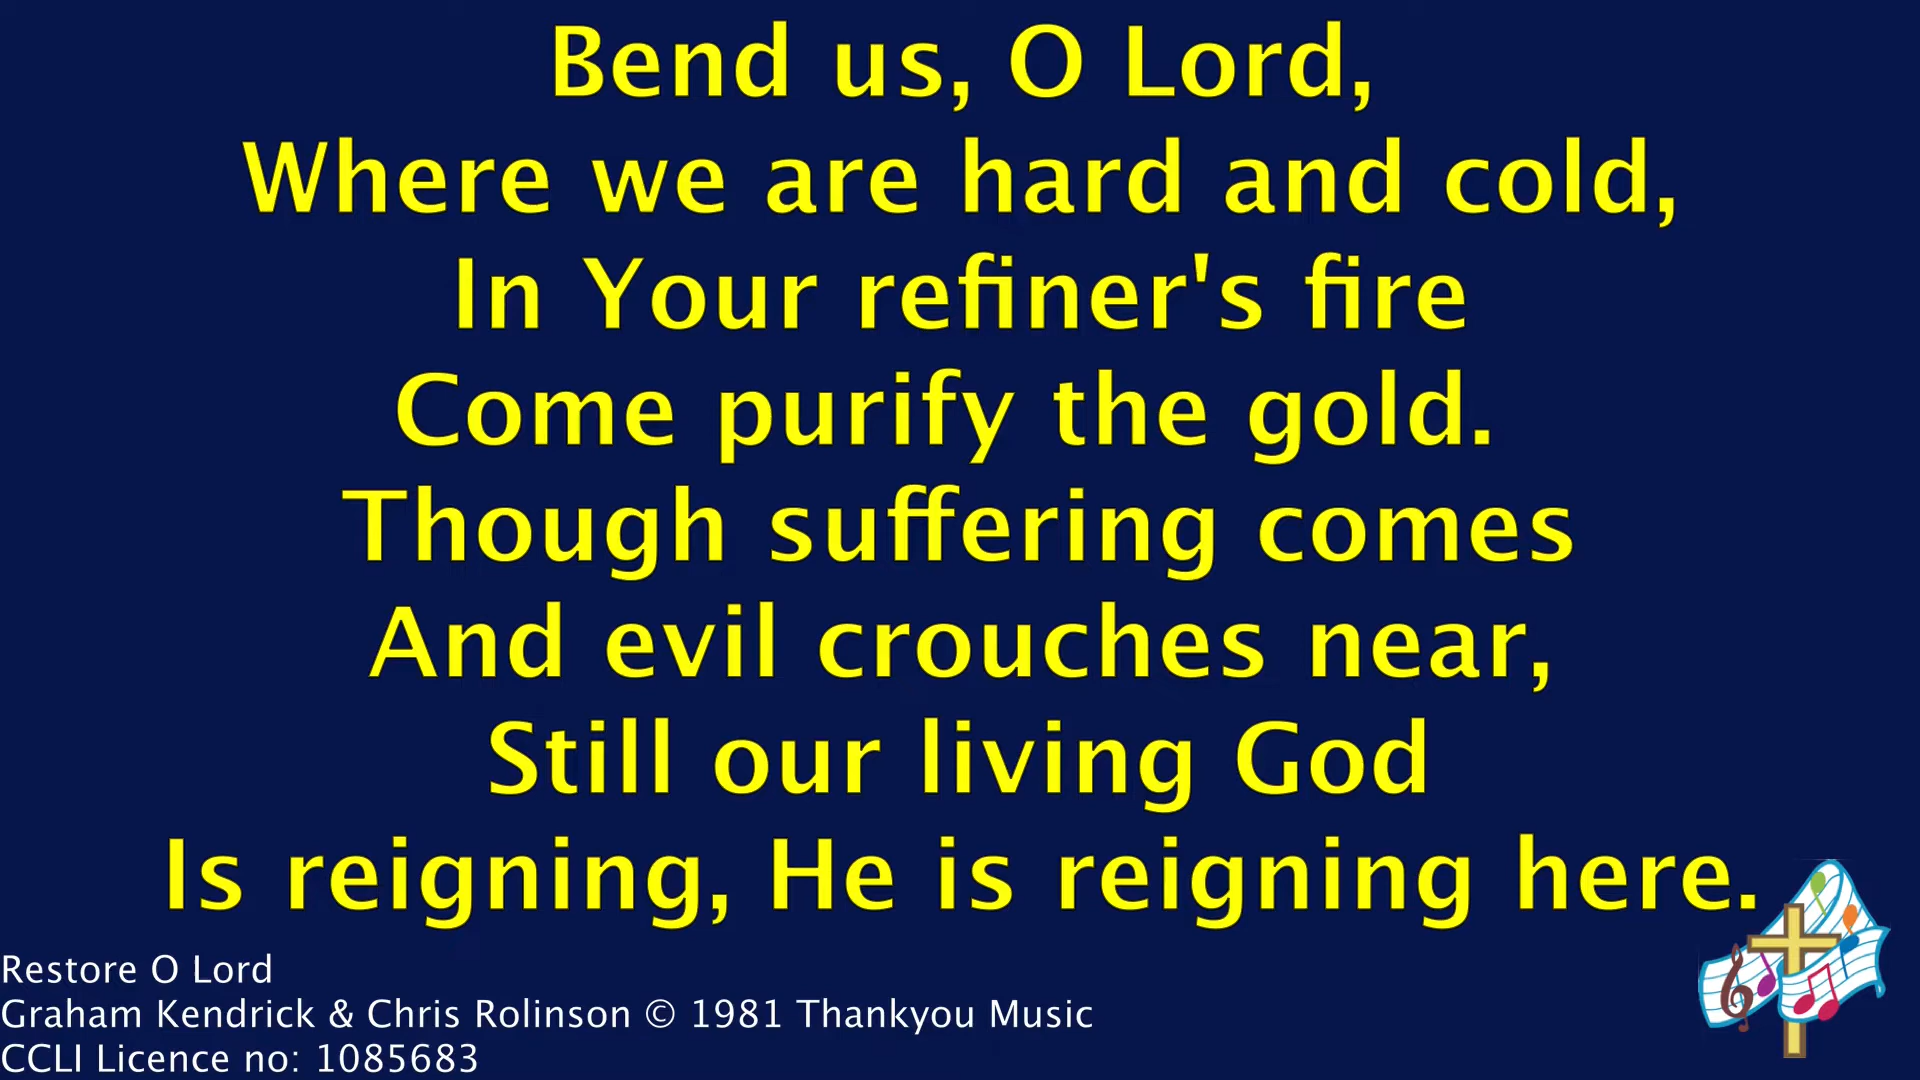 Bend us, O Lord,
Where we are hard and cold,
In Your refiner's fire
Come purify the gold.
Though suffering comes
And evil crouches near,
Still our living God
Is reigning, He is reigning here.
Restore O Lord
Graham Kendrick & Chris Rolinson © 1981 Thankyou Music
CCLI Licence no: 1085683